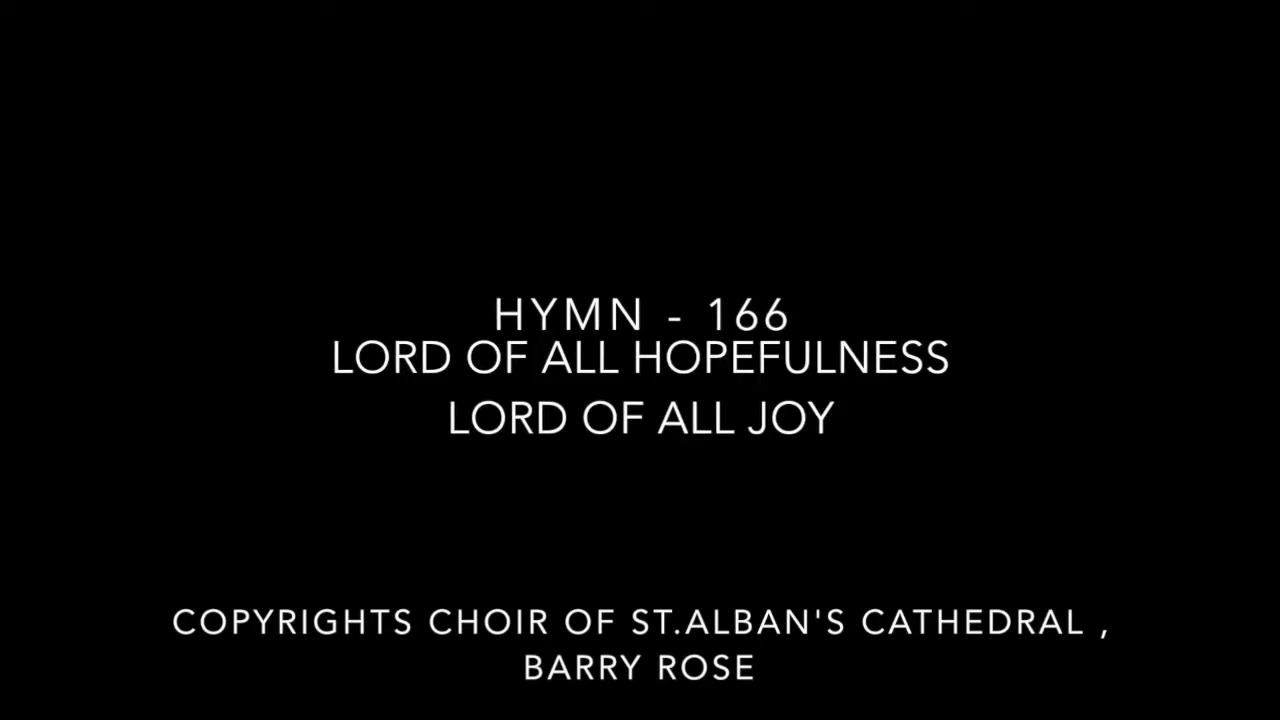 HYMN - 166
LORD OF ALL HOPEFULNESS
LORD OF ALL JOY
COPYRIGHTS CHOIR OF ST.ALBAN'S CATHEDRAL ,
BARRY ROSE